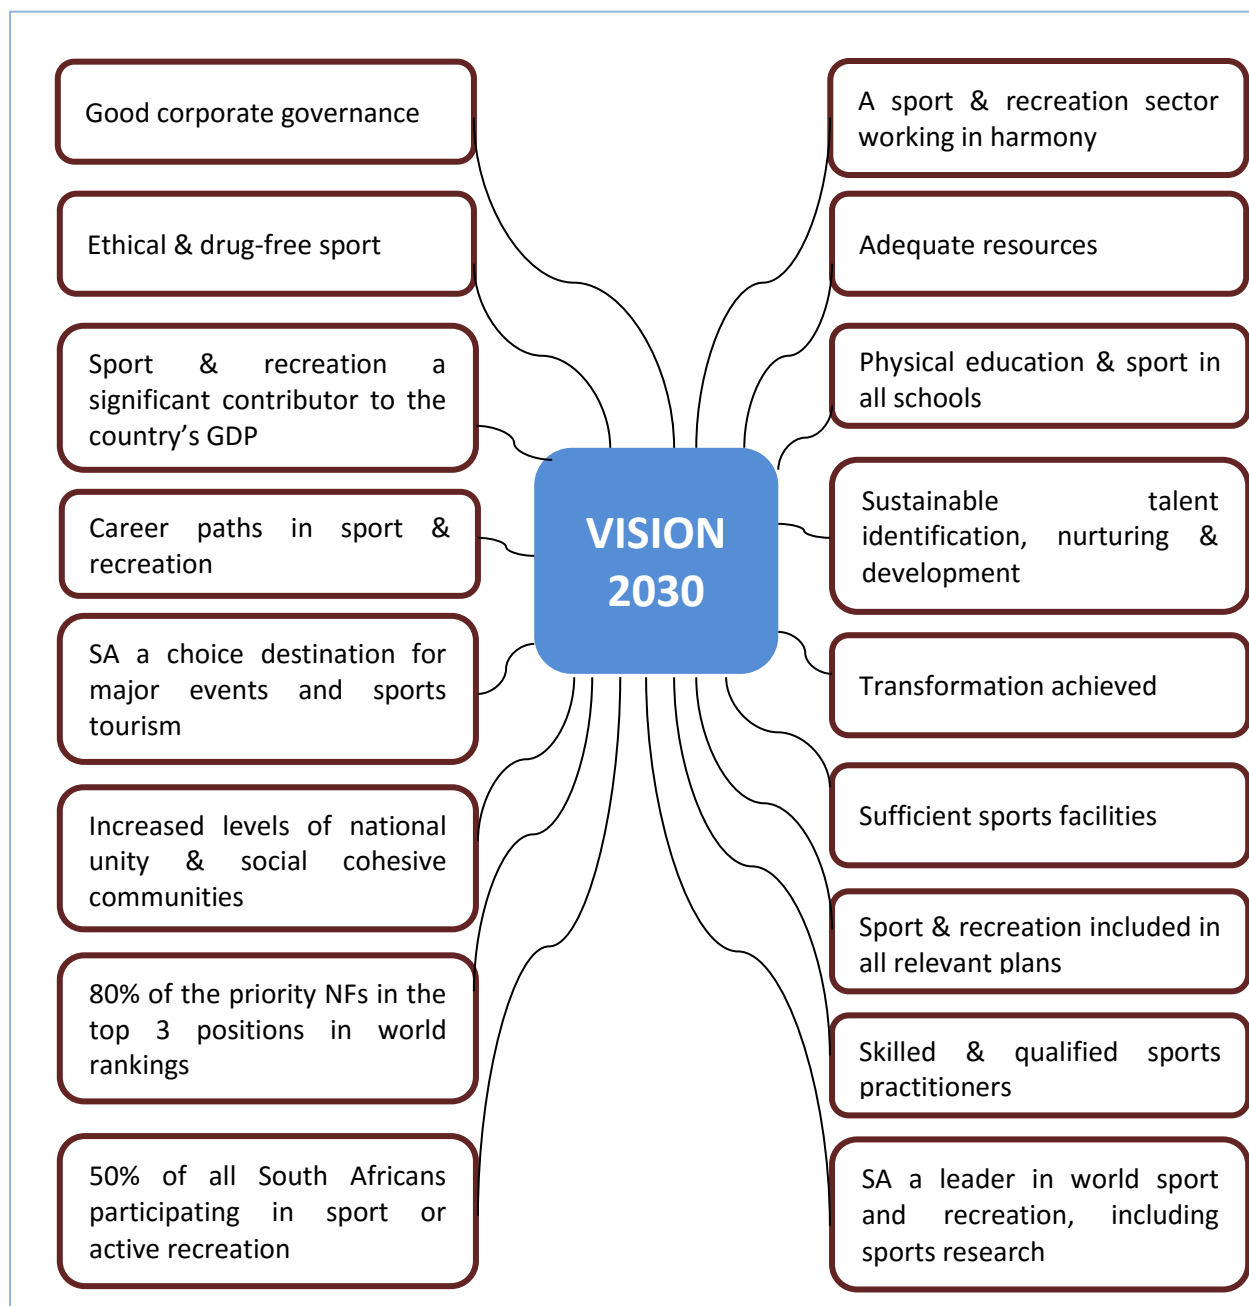 Good corporate governance
Ethical & drug-free sport
Sport & recreation a
significant contributor to the
country's GDP
Career paths in sport &
recreation
SA a choice destination for
major events and sports
tourism
Increased levels of national
unity & social cohesive
communities
80% of the priority NFs in the
top 3 positions in world
rankings
50% of all South Africans
participating in sport or
active recreation
VISION
2030
A sport & recreation sector
working in harmony
Adequate resources
Physical education & sport in
all schools
Sustainable talent
identification, nurturing &
development
Transformation achieved
Sufficient sports facilities
Sport & recreation included in
all relevant plans
Skilled & qualified sports
practitioners
SA a leader in world sport
and recreation, including
sports research